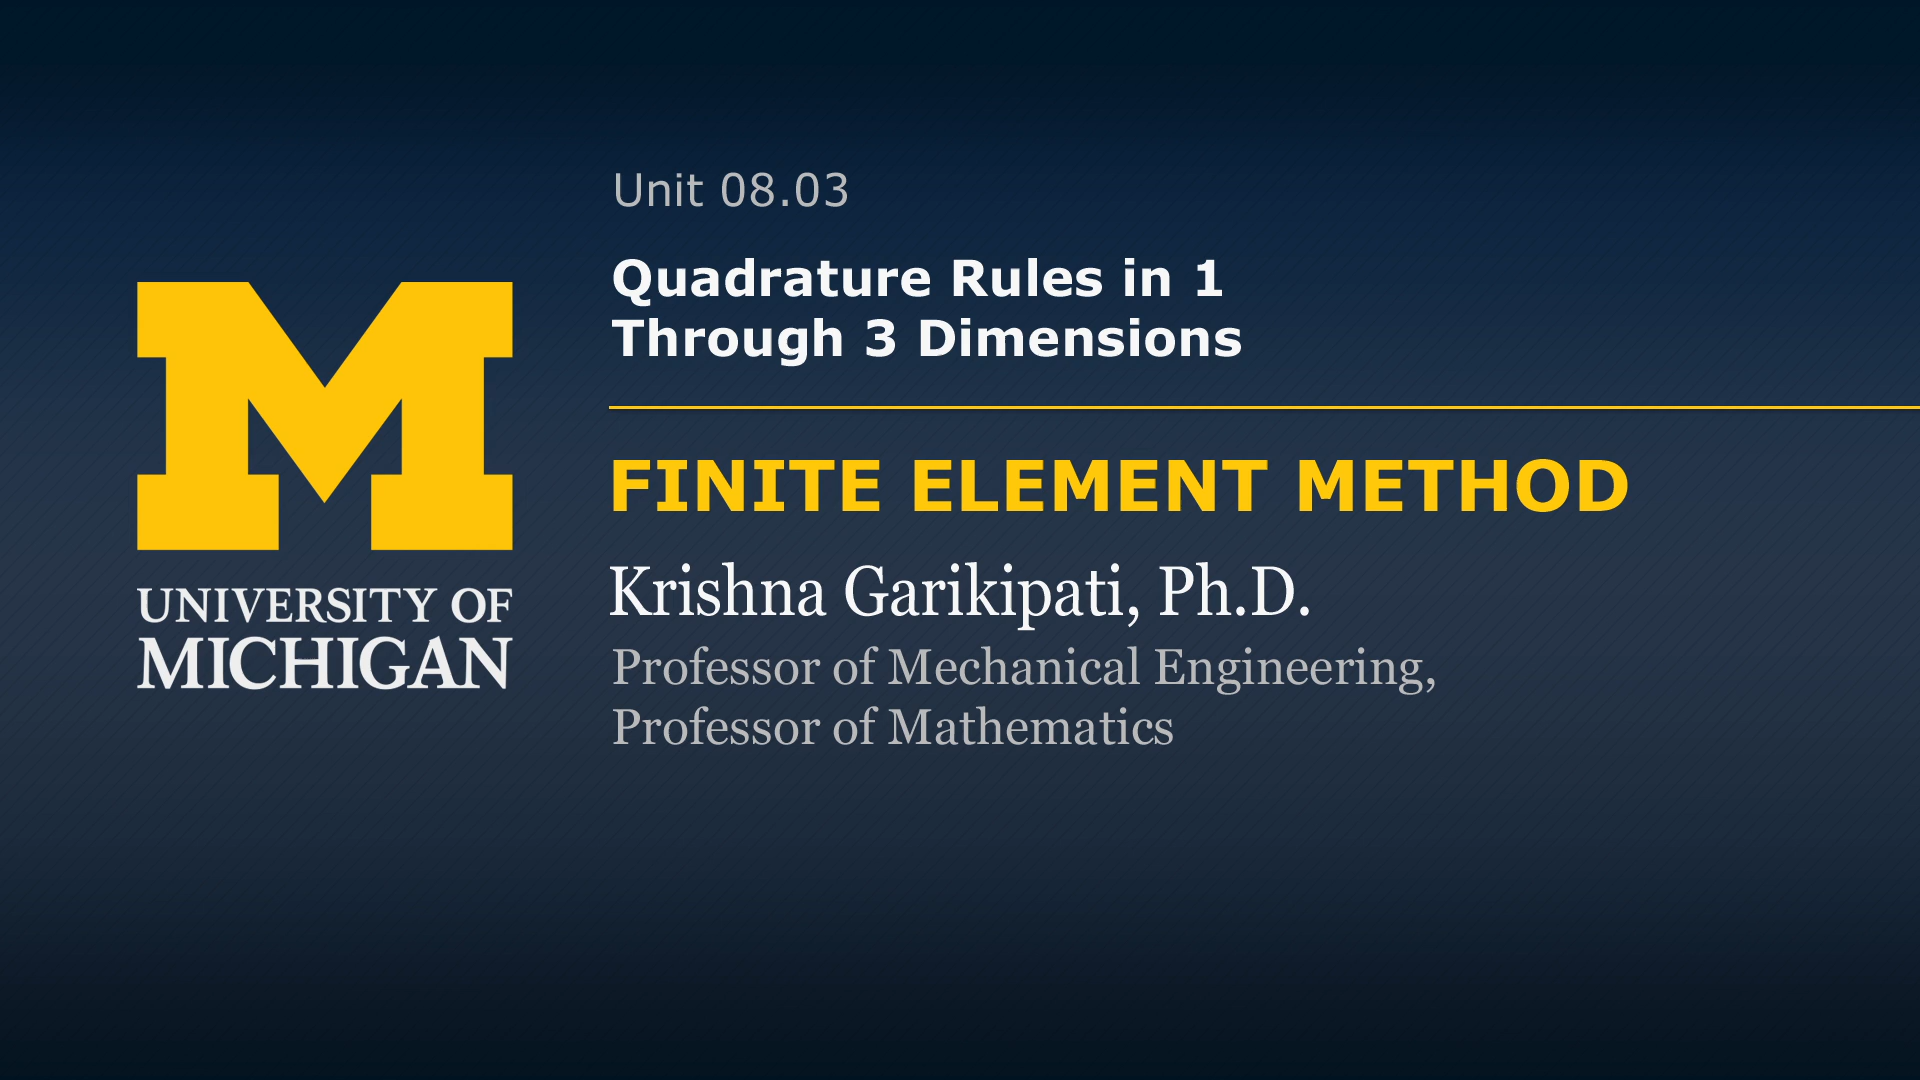 Unit 08.03
Quadrature Rules in 1
Through 3 Dimensions
FINITE ELEMENT METHOD
Krishna Garikipati, Ph.D.
Professor of Mechanical Engineering,
Professor of Mathematics
M
UNIVERSITY OF
MICHIGAN